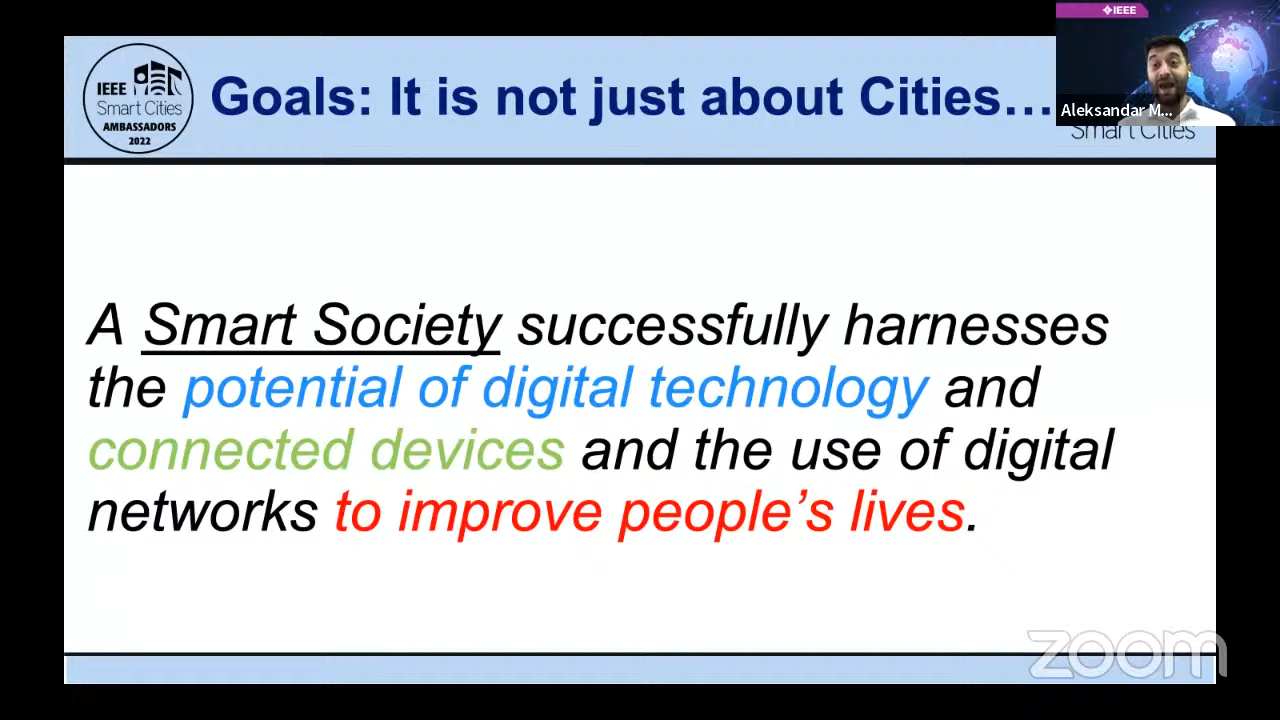 IEEE
Smart Cities
AMBASSADORS
2022
Goals: It is not just about Cities…
IEEE
Aleksandar M...
Smart Cities
A Smart Society successfully harnesses
the potential of digital technology and
connected devices and the use of digital
networks to improve people’s lives.
zoom